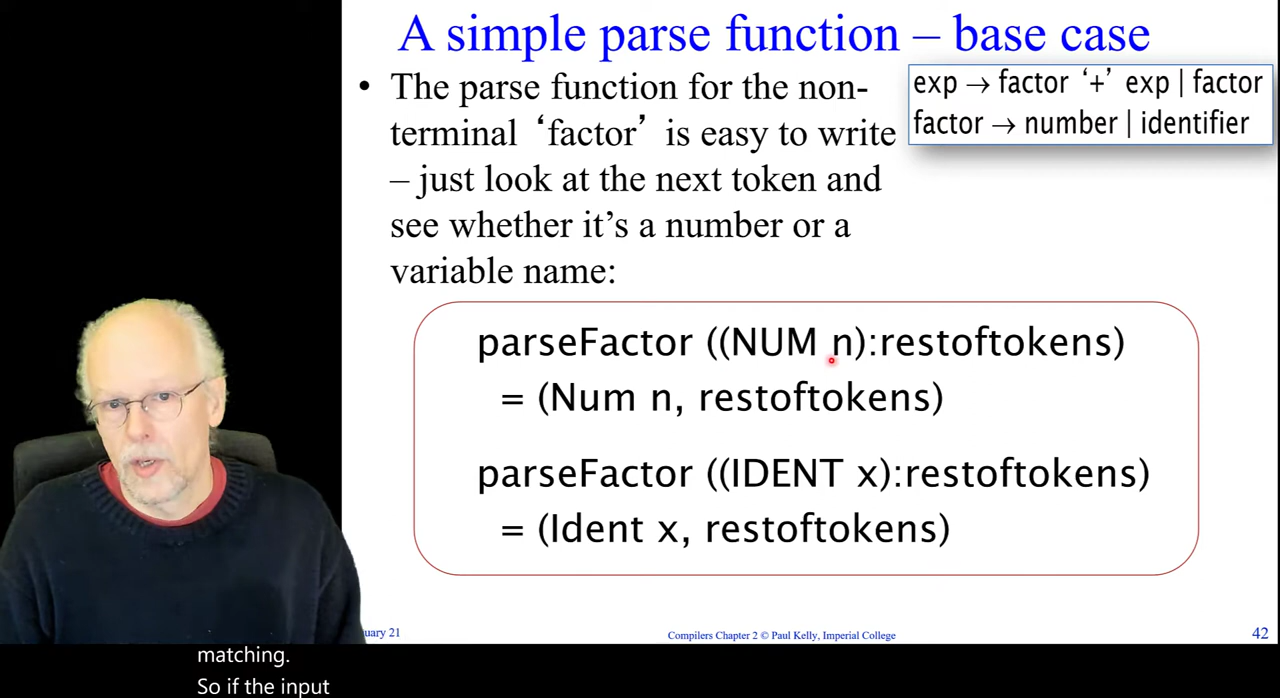 A simple parse function – base case
• The parse function for the non-
terminal ‘factor’ is easy to write
– just look at the next token and
see whether it’s a number or a
variable name:
exp → factor ‘+’ exp | factor
factor → number | identifier
parseFactor ((NUM n):restoftokens)
= (Num n, restoftokens)
parseFactor ((IDENT x):restoftokens)
= (Ident x, restoftokens)
uary 21
Compilers Chapter 2 © Paul Kelly, Imperial College
42
matching.
So if the input